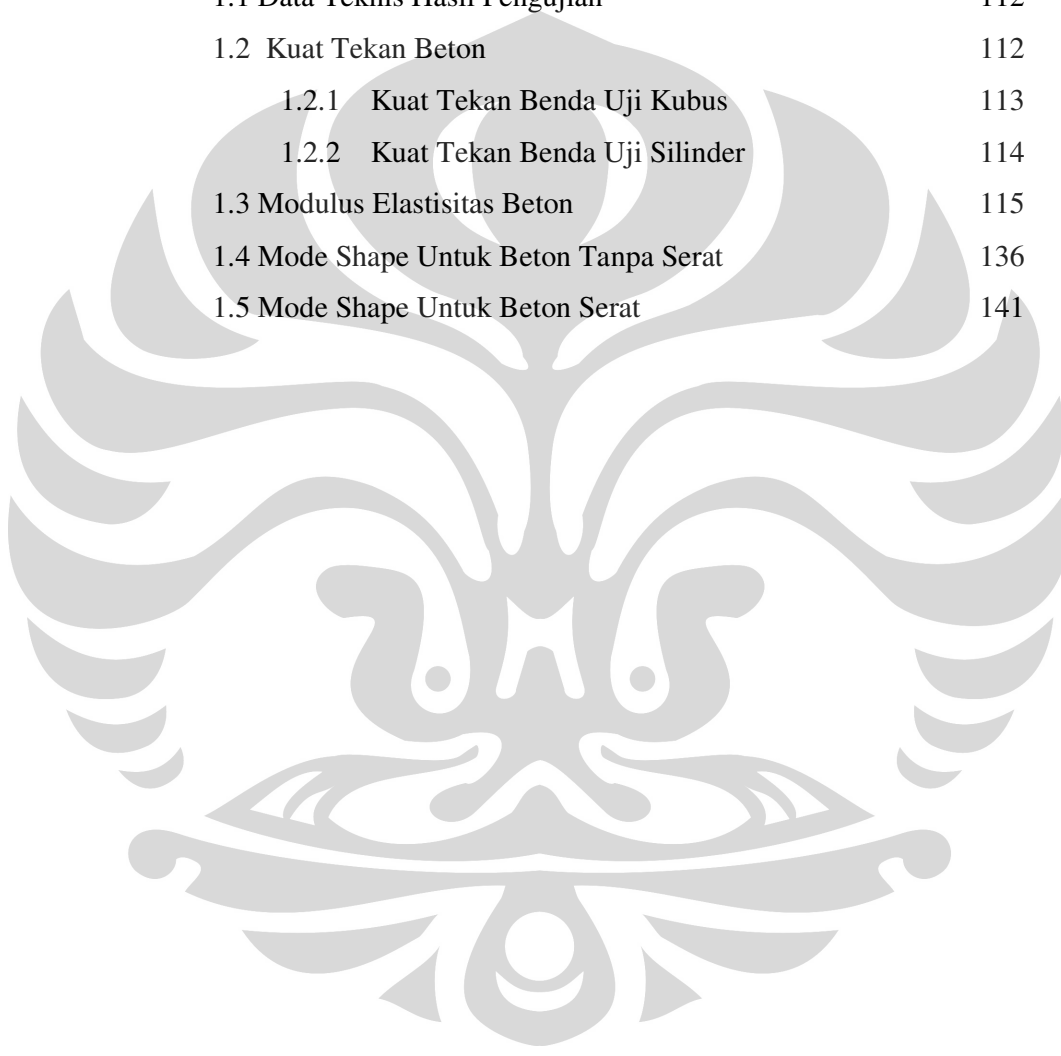 1.1 Data Teknis Hasil Pengujian 112
1.2 Kuat Tekan Beton 112
1.2.1 Kuat Tekan Benda Uji Kubus 113
1.2.2 Kuat Tekan Benda Uji Silinder 114
1.3 Modulus Elastisitas Beton 115
1.4 Mode Shape Untuk Beton Tanpa Serat 136
1.5 Mode Shape Untuk Beton Serat 141